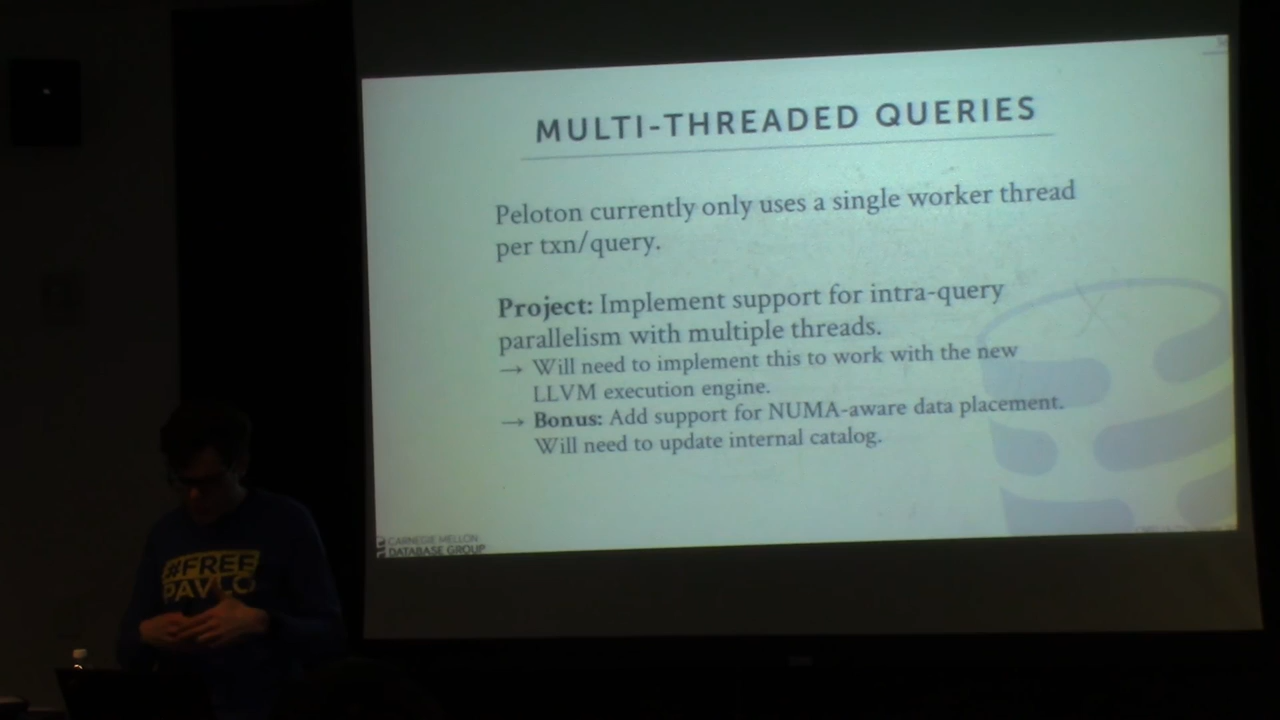 MULTI-THREADED QUERIES
Peloton currently only uses a single worker thread
per txn/query.
Project: Implement support for intra-query
parallelism with multiple threads.
→ Will need to implement this to work with the new
LLVM execution engine.
→ Bonus: Add support for NUMA-aware data placement.
Will need to update internal catalog.
CARNEGIE MELLON
DATABASE GROUP
#FREE
PAVLO